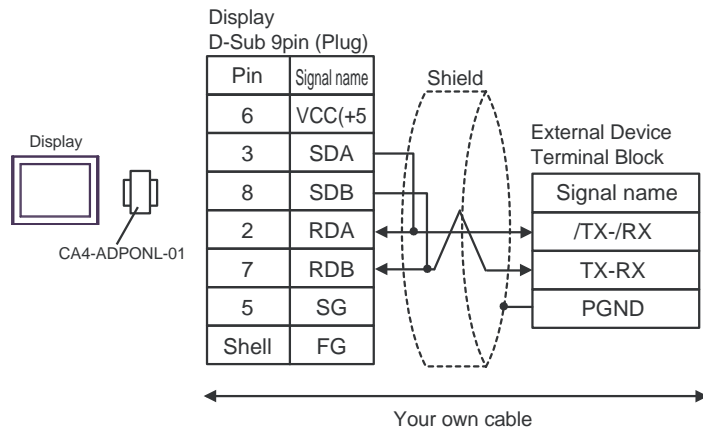 Display
D-Sub 9pin (Plug)
Pin Signal name
6 VCC(+5
3 SDA
8 SDB
2 RDA
7 RDB
5 SG
Shell FG
Shield
External Device
Terminal Block
Signal name
/TX-/RX
TX-RX
PGND
Display
CA4-ADPONL-01
Your own cable